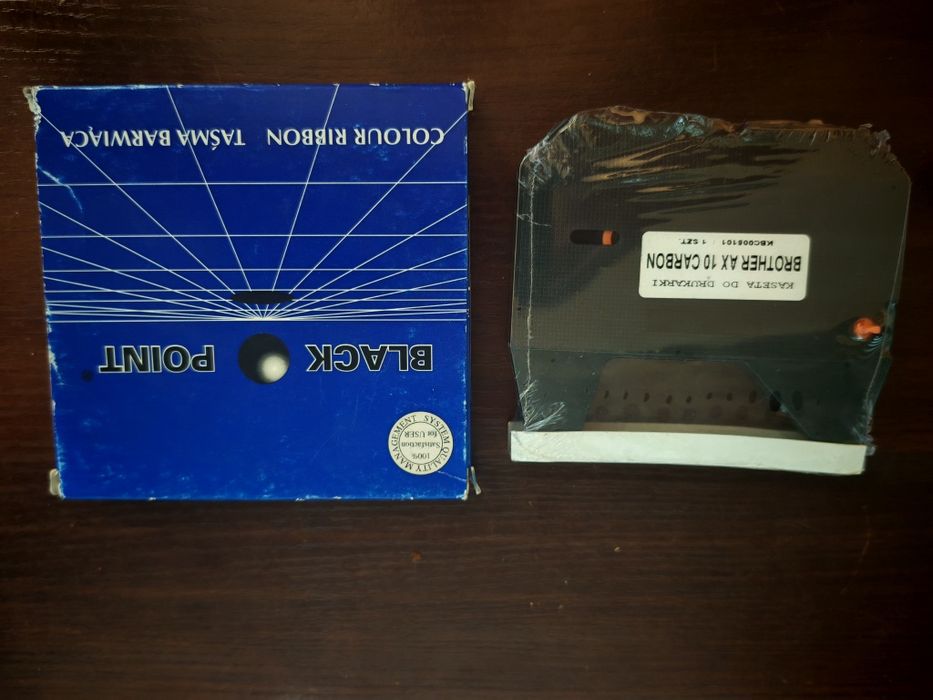 100% QUALITY MANAGEMENT SYSTEM
Satisfaction
for USER
BLACK POINT
COLOUR RIBBON TAŚMA BARWIĄCA
KASETA DO DRUKARKI
BROTHER AX 10 CARBON
KBC005101 / 1 SZT.